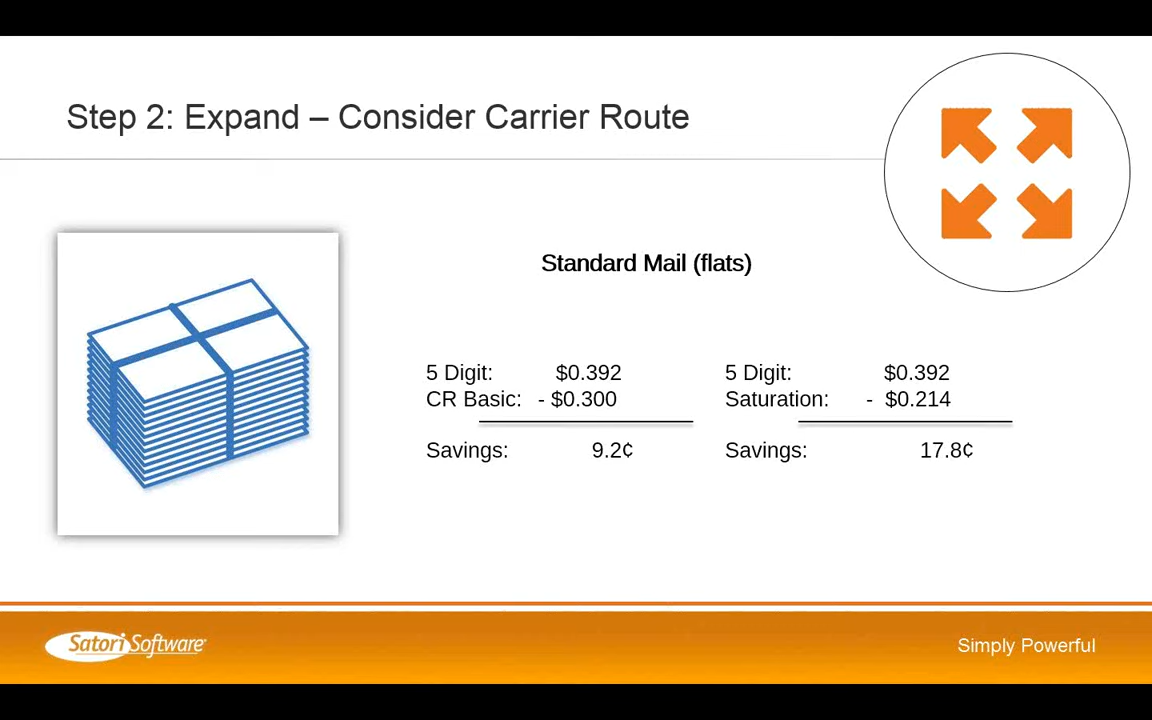 Step 2: Expand – Consider Carrier Route
Standard Mail (flats)
5 Digit: $0.392
CR Basic: - $0.300
Savings: 9.2¢
5 Digit: $0.392
Saturation: - $0.214
Savings: 17.8¢
Satori Software®
Simply Powerful